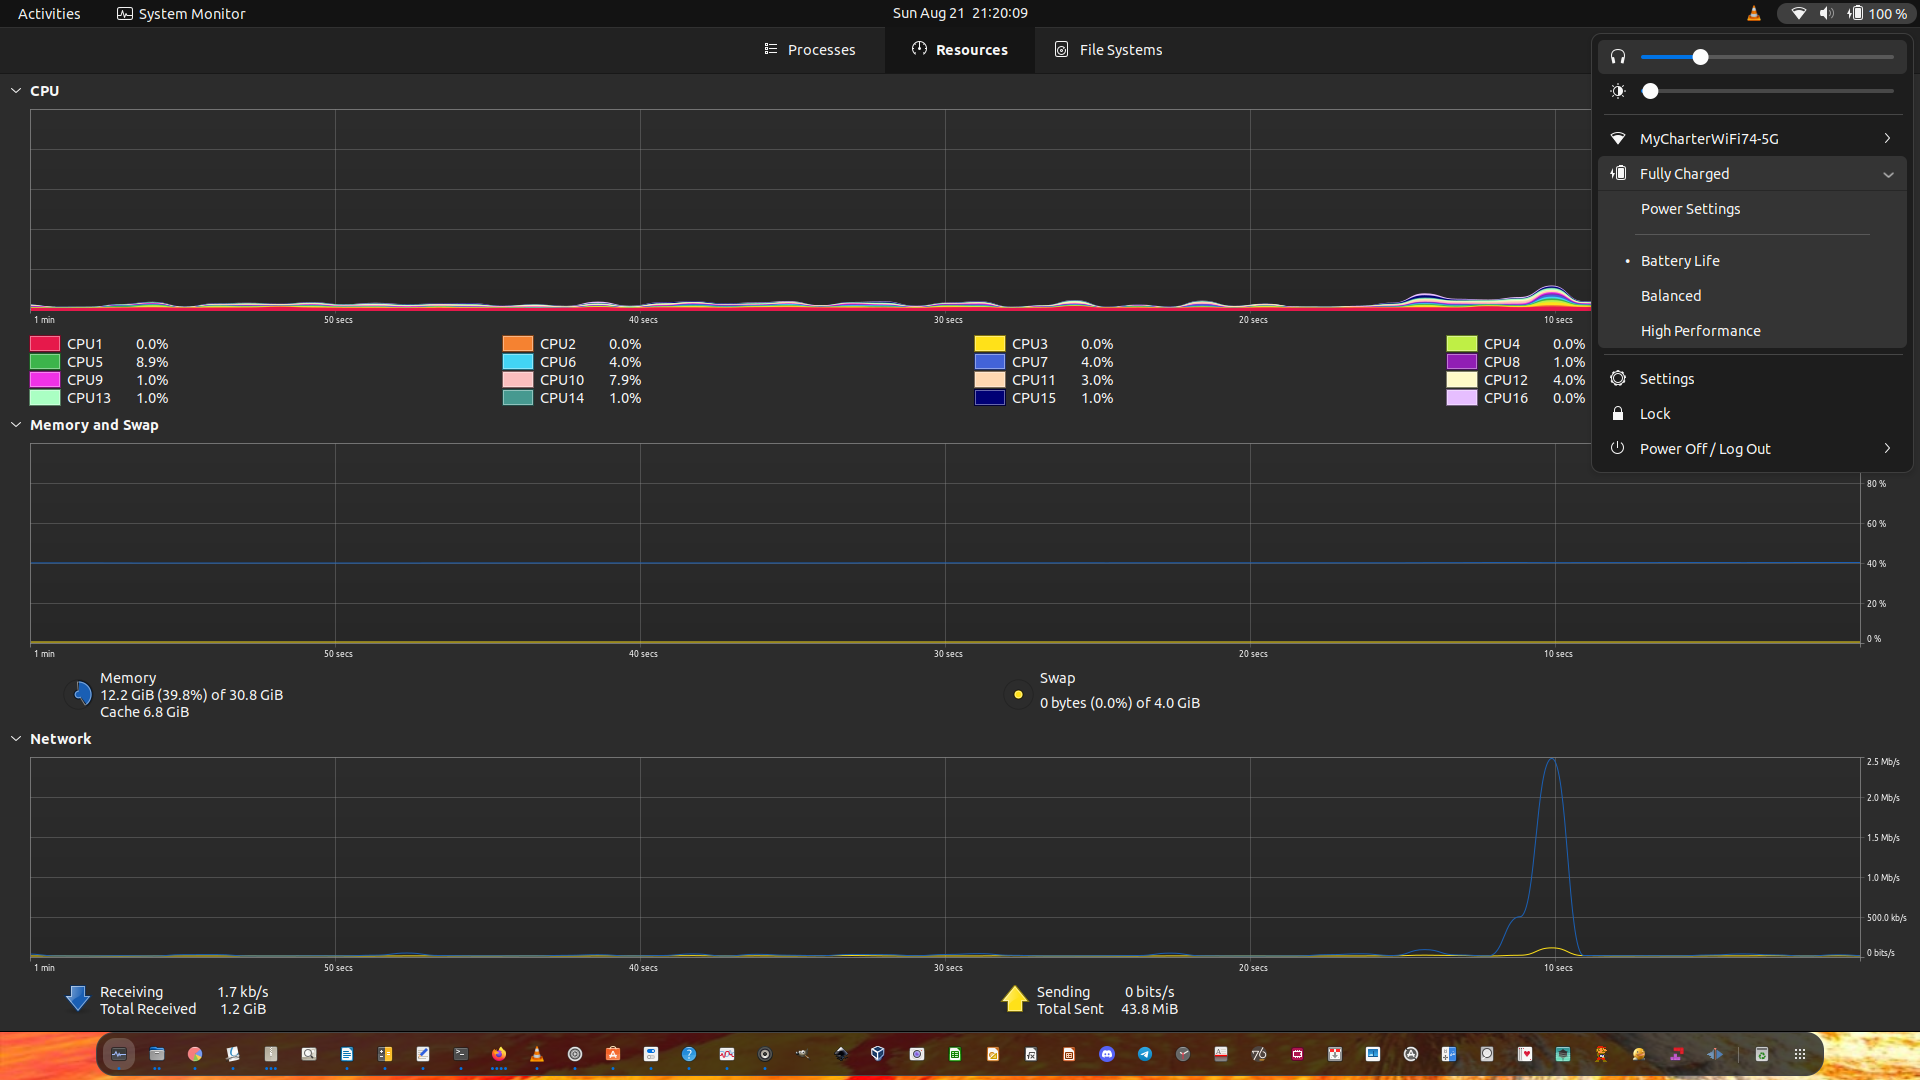 Activities System Monitor Sun Aug 21 21:20:09 100 %
Processes Resources File Systems
CPU
1 min 50 secs 40 secs 30 secs 20 secs 10 secs
CPU1 0.0% CPU2 0.0% CPU3 0.0% CPU4 0.0%
CPU5 8.9% CPU6 4.0% CPU7 4.0% CPU8 1.0%
CPU9 1.0% CPU10 7.9% CPU11 3.0% CPU12 4.0%
CPU13 1.0% CPU14 1.0% CPU15 1.0% CPU16 0.0%
MyCharterWiFi74-5G
Fully Charged
Power Settings
Battery Life
Balanced
High Performance
Settings
Lock
Power Off / Log Out
Memory and Swap
80 %
60 %
40 %
20 %
0 %
1 min 50 secs 40 secs 30 secs 20 secs 10 secs
Memory
12.2 GiB (39.8%) of 30.8 GiB
Cache 6.8 GiB
Swap
0 bytes (0.0%) of 4.0 GiB
Network
2.5 Mb/s
2.0 Mb/s
1.5 Mb/s
1.0 Mb/s
500.0 kb/s
0 bits/s
1 min 50 secs 40 secs 30 secs 20 secs 10 secs
Receiving 1.7 kb/s
Total Received 1.2 GiB
Sending 0 bits/s
Total Sent 43.8 MiB